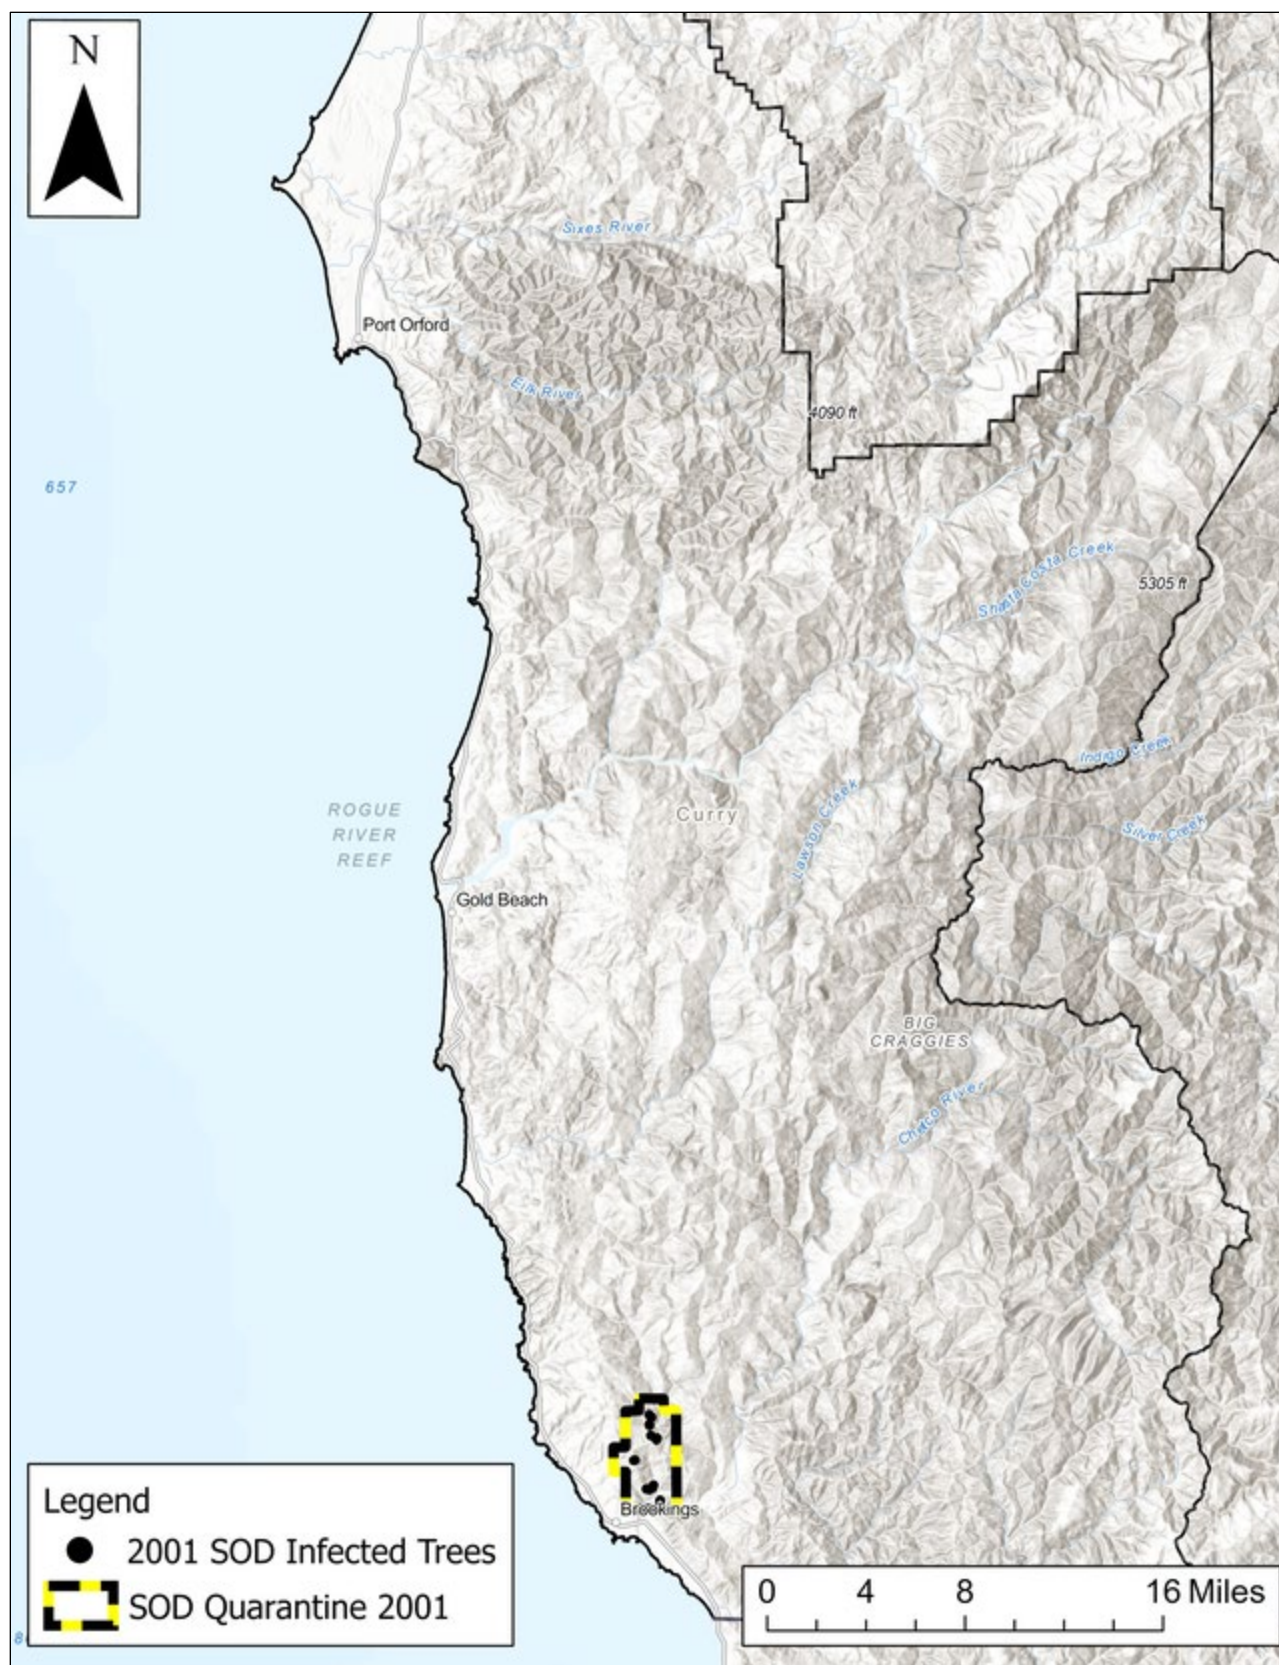 N
Sixes River
Port Orford
Elk River
4090 ft
657
Shasta Costa Creek
5305 ft
Indigo Creek
ROGUE
RIVER
REEF
Curry
Lawson Creek
Silver Creek
Gold Beach
BIG
CRAGGIES
Chetco River
Brookings
Legend
2001 SOD Infected Trees
SOD Quarantine 2001
0 4 8 16 Miles